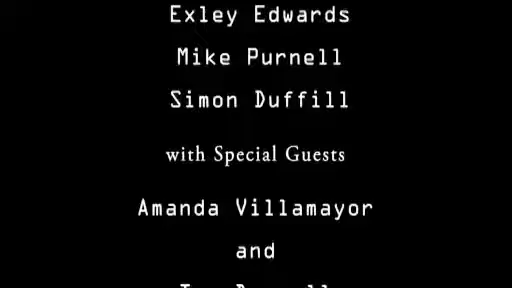 Exley Edwards
Mike Purnell
Simon Duffill
with Special Guests
Amanda Villamayor
and